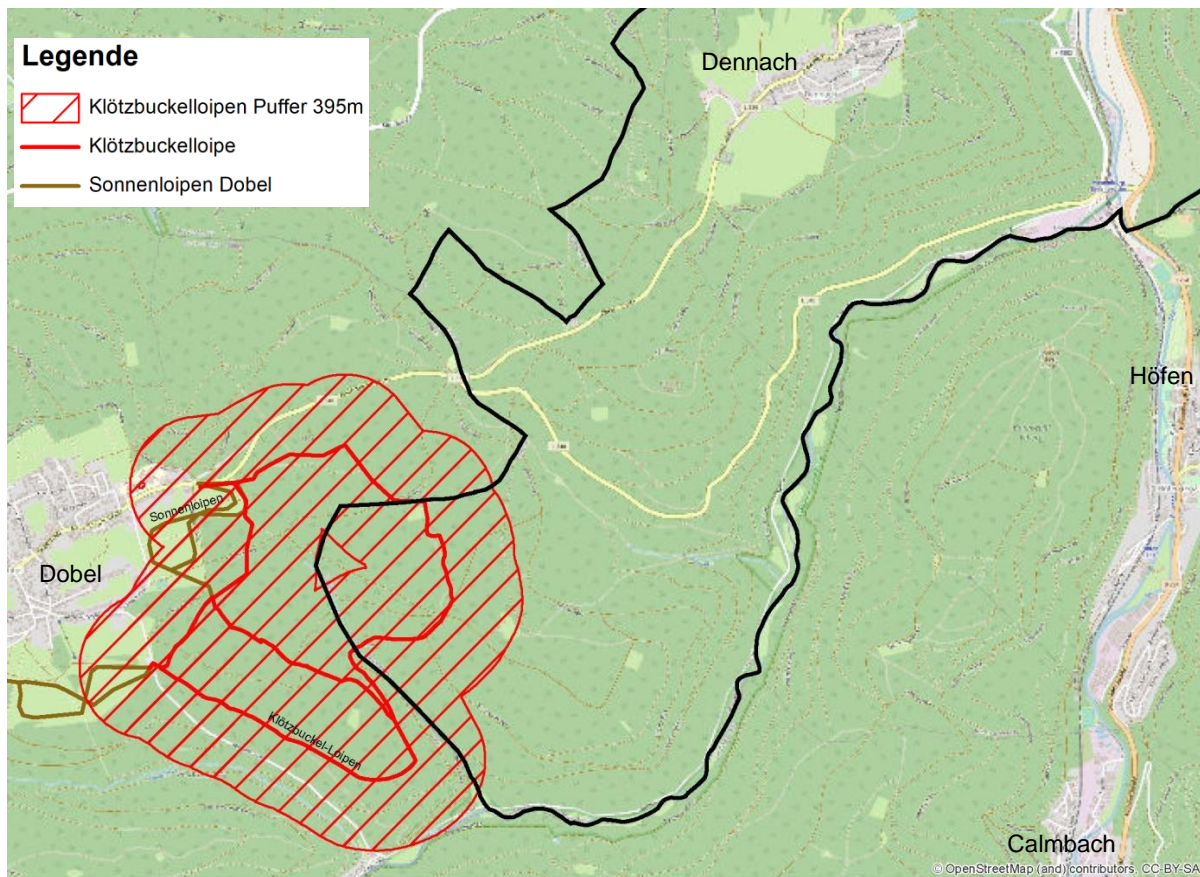 Legende
Klötzbuckelloipen Puffer 395m
Klötzbuckelloipe
Sonnenloipen Dobel
Dennach
Höfen
Sonnenloipen
Dobel
Klötzbuckel-Loipen
Calmbach
© OpenStreetMap (and) contributors, CC-BY-SA